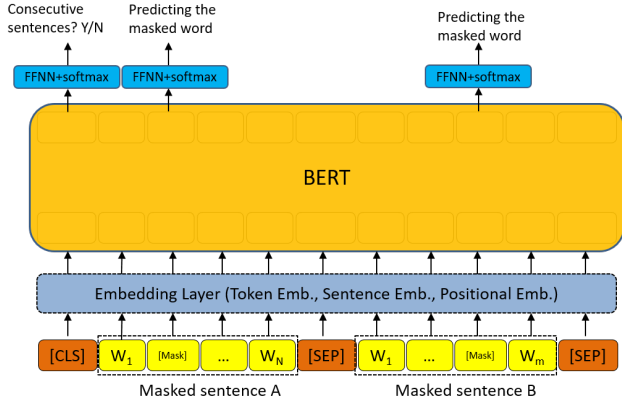 Consecutive
sentences? Y/N
Predicting the
masked word
Predicting the
masked word
FFNN+softmax
FFNN+softmax
FFNN+softmax
BERT
Embedding Layer (Token Emb., Sentence Emb., Positional Emb.)
[CLS] W1 [Mask] ... WN [SEP] W1 ... [Mask] Wm [SEP]
Masked sentence A
Masked sentence B